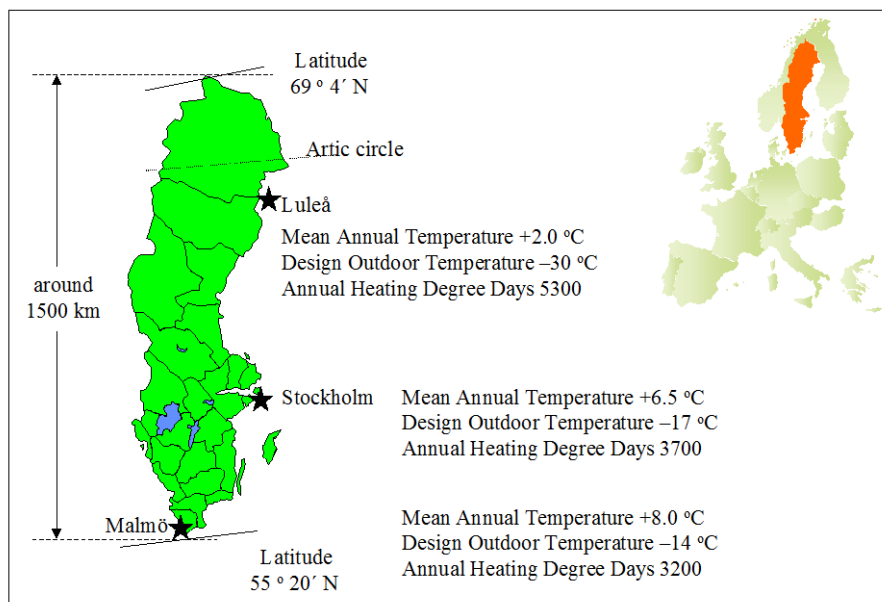 Latitude
69 º 4´ N
Artic circle
Luleå
Mean Annual Temperature +2.0 ºC
Design Outdoor Temperature –30 ºC
Annual Heating Degree Days 5300
around
1500 km
Stockholm
Mean Annual Temperature +6.5 ºC
Design Outdoor Temperature –17 ºC
Annual Heating Degree Days 3700
Malmö
Mean Annual Temperature +8.0 ºC
Design Outdoor Temperature –14 ºC
Annual Heating Degree Days 3200
Latitude
55 º 20´ N